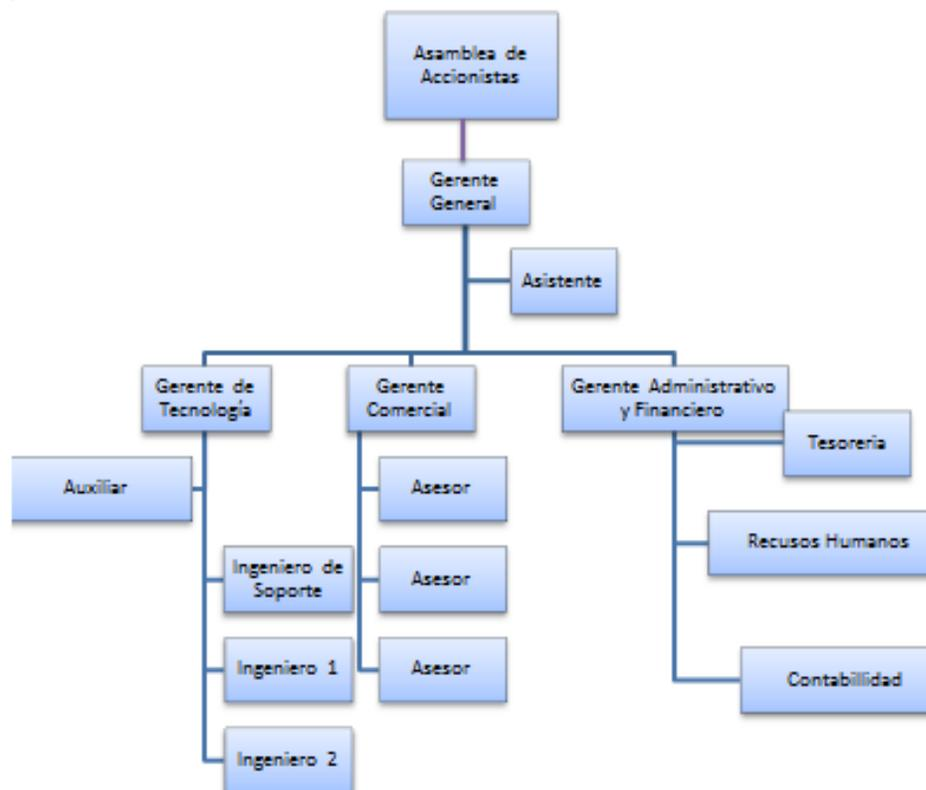 Asamblea de
Accionistas
Gerente
General
Asistente
Gerente de
Tecnología
Gerente
Comercial
Gerente Administrativo
y Financiero
Tesoreria
Auxiliar
Asesor
Recusos Humanos
Ingeniero de
Soporte
Asesor
Ingeniero 1
Asesor
Contabillidad
Ingeniero 2